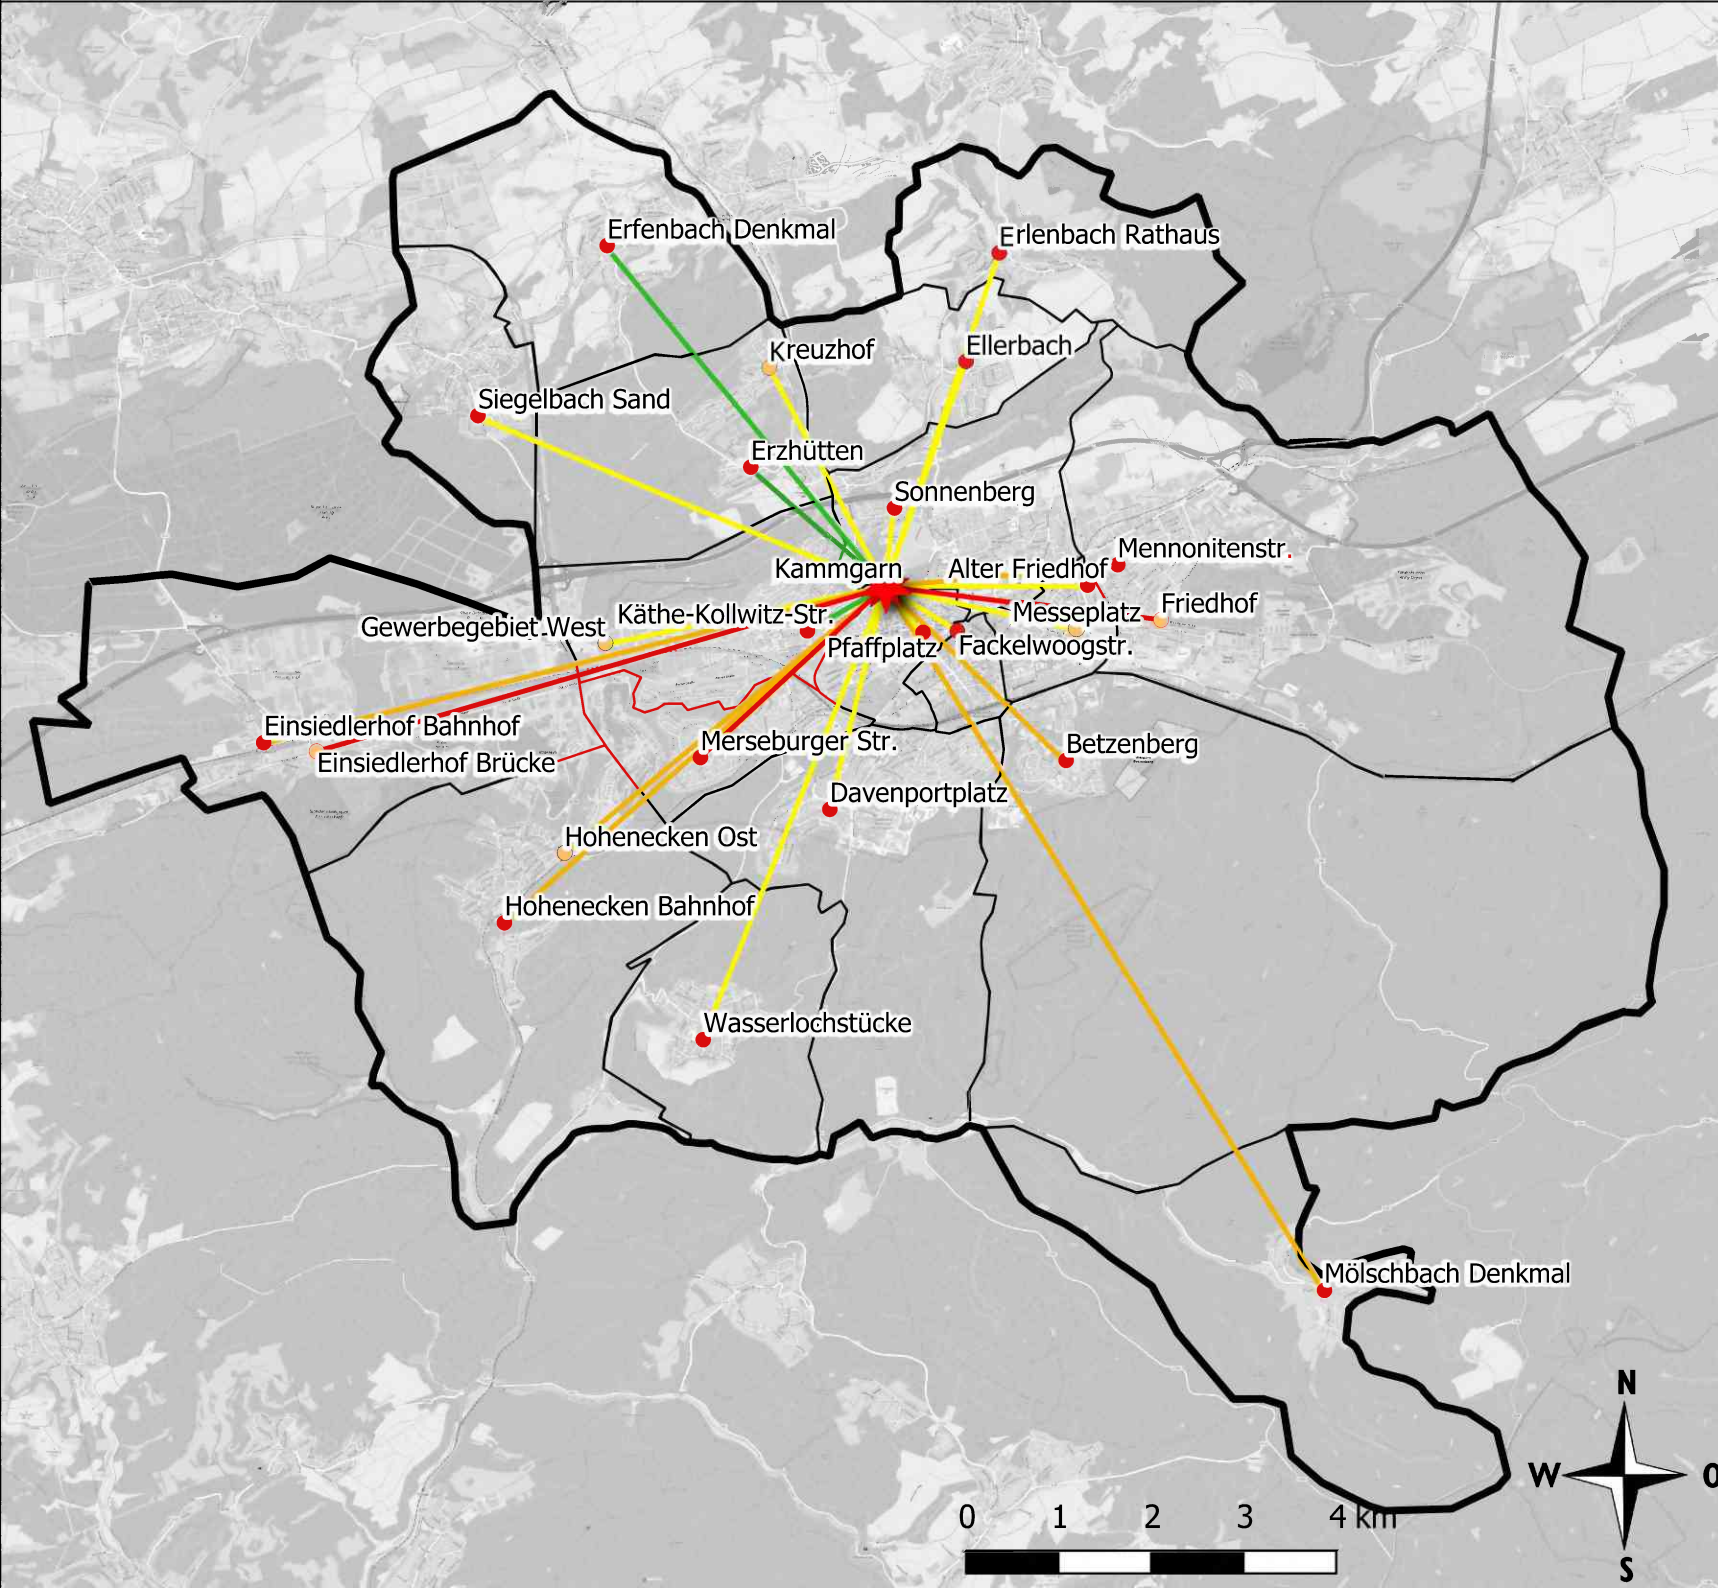 Erfenbach Denkmal
Erlenbach Rathaus
Kreuzhof
Ellerbach
Siegelbach Sand
Erzhütten
Sonnenberg
Mennonitenstr.
Kammgarn
Alter Friedhof
Friedhof
Käthe-Kollwitz-Str.
Messeplatz
Gewerbegebiet West
Pfaffplatz
Fackelwoogstr.
Einsiedlerhof Bahnhof
Merseburger Str.
Betzenberg
Einsiedlerhof Brücke
Davenportplatz
Hohenecken Ost
Hohenecken Bahnhof
Wasserlochstücke
Mölschbach Denkmal
N
W O
S
0 1 2 3 4 km